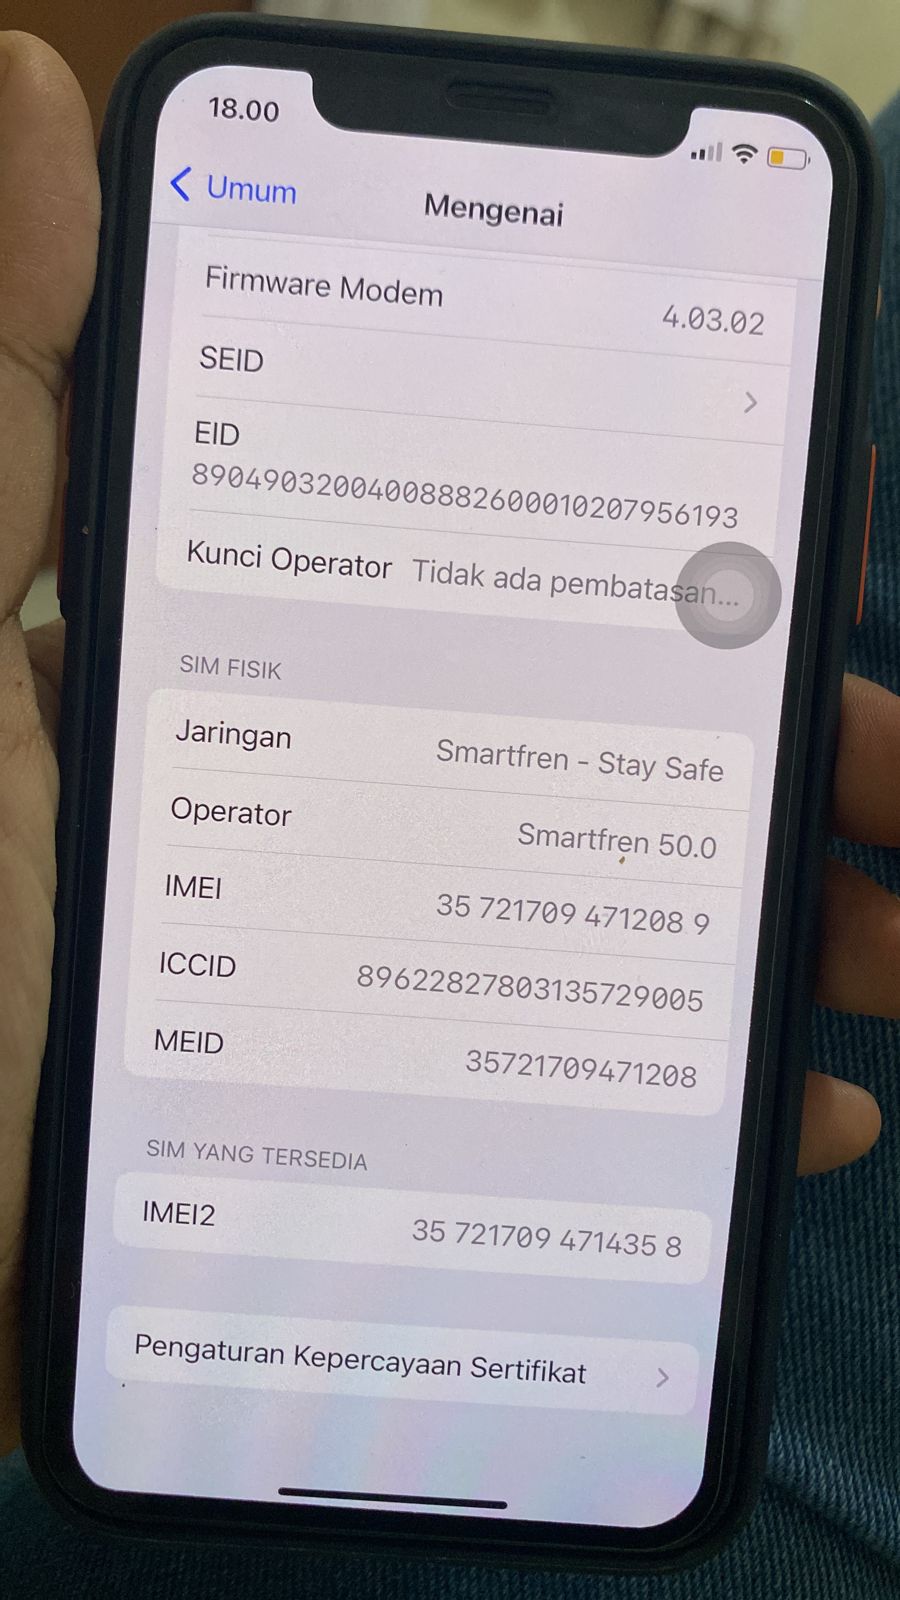 18.00
Umum
Mengenai
Firmware Modem 4.03.02
SEID
EID
89049032004008882600010207956193
Kunci Operator Tidak ada pembatasan...
SIM FISIK
Jaringan Smartfren - Stay Safe
Operator Smartfren 50.0
IMEI 35 721709 471208 9
ICCID 89622827803135729005
MEID 35721709471208
SIM YANG TERSEDIA
IMEI2 35 721709 471435 8
Pengaturan Kepercayaan Sertifikat